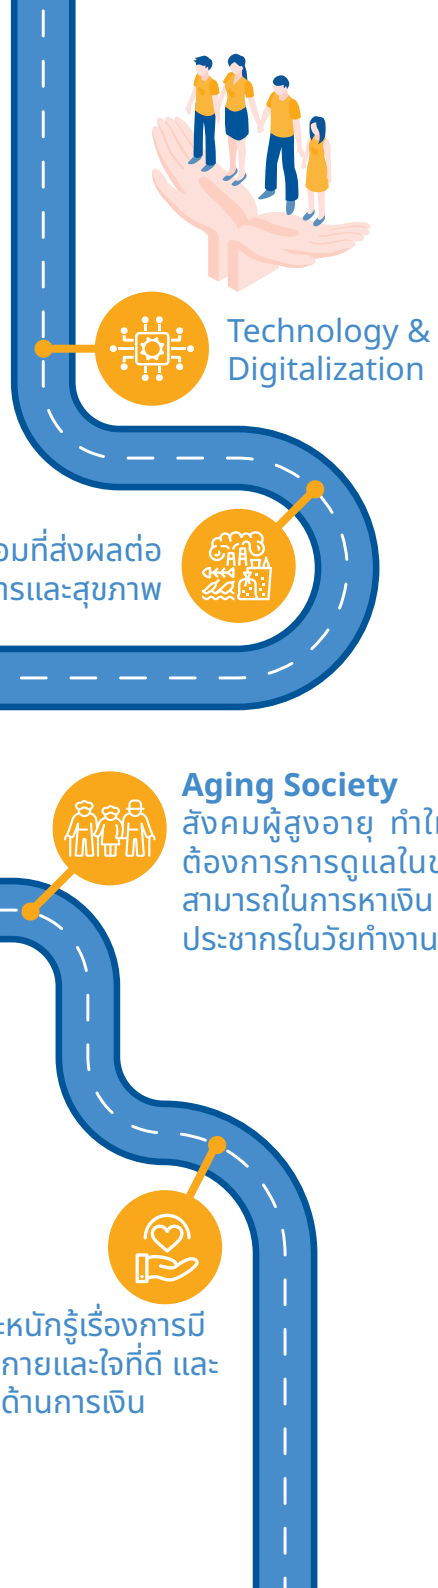 Technology &
Digitalization
อมที่ส่งผลต่อ
ารและสุขภาพ
Aging Society
สังคมผู้สูงอายุ ทำให
ต้องการการดูแลในข
สามารถในการหาเงิน
ประชากรในวัยทำงาน
ะหนักรู้เรื่องการมี
กายและใจที่ดี และ
ด้านการเงิน